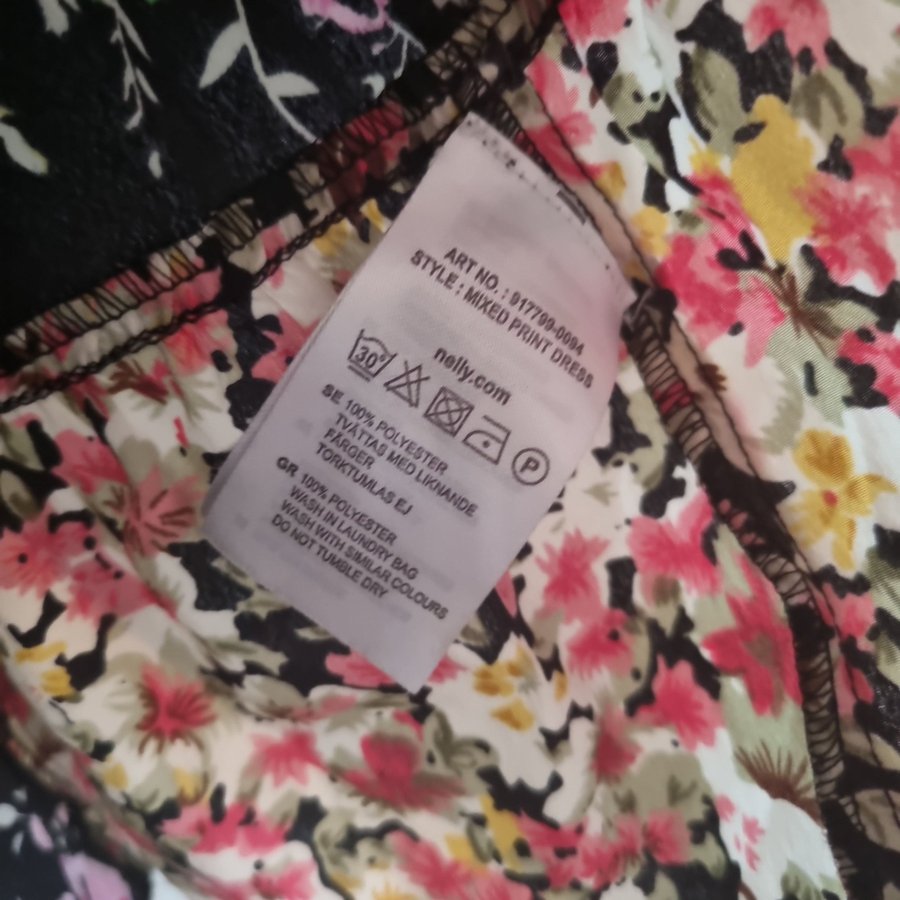 ART NO. : 917799-0094
STYLE : MIXED PRINT DRESS
nelly.com
30°
P
SE 100% POLYESTER
TVÄTTAS MED LIKNANDE
FÄRGER
TORKTUMLAS EJ
GR 100% POLYESTER
WASH IN LAUNDRY BAG
WASH WITH SIMILAR COLOURS
DO NOT TUMBLE DRY